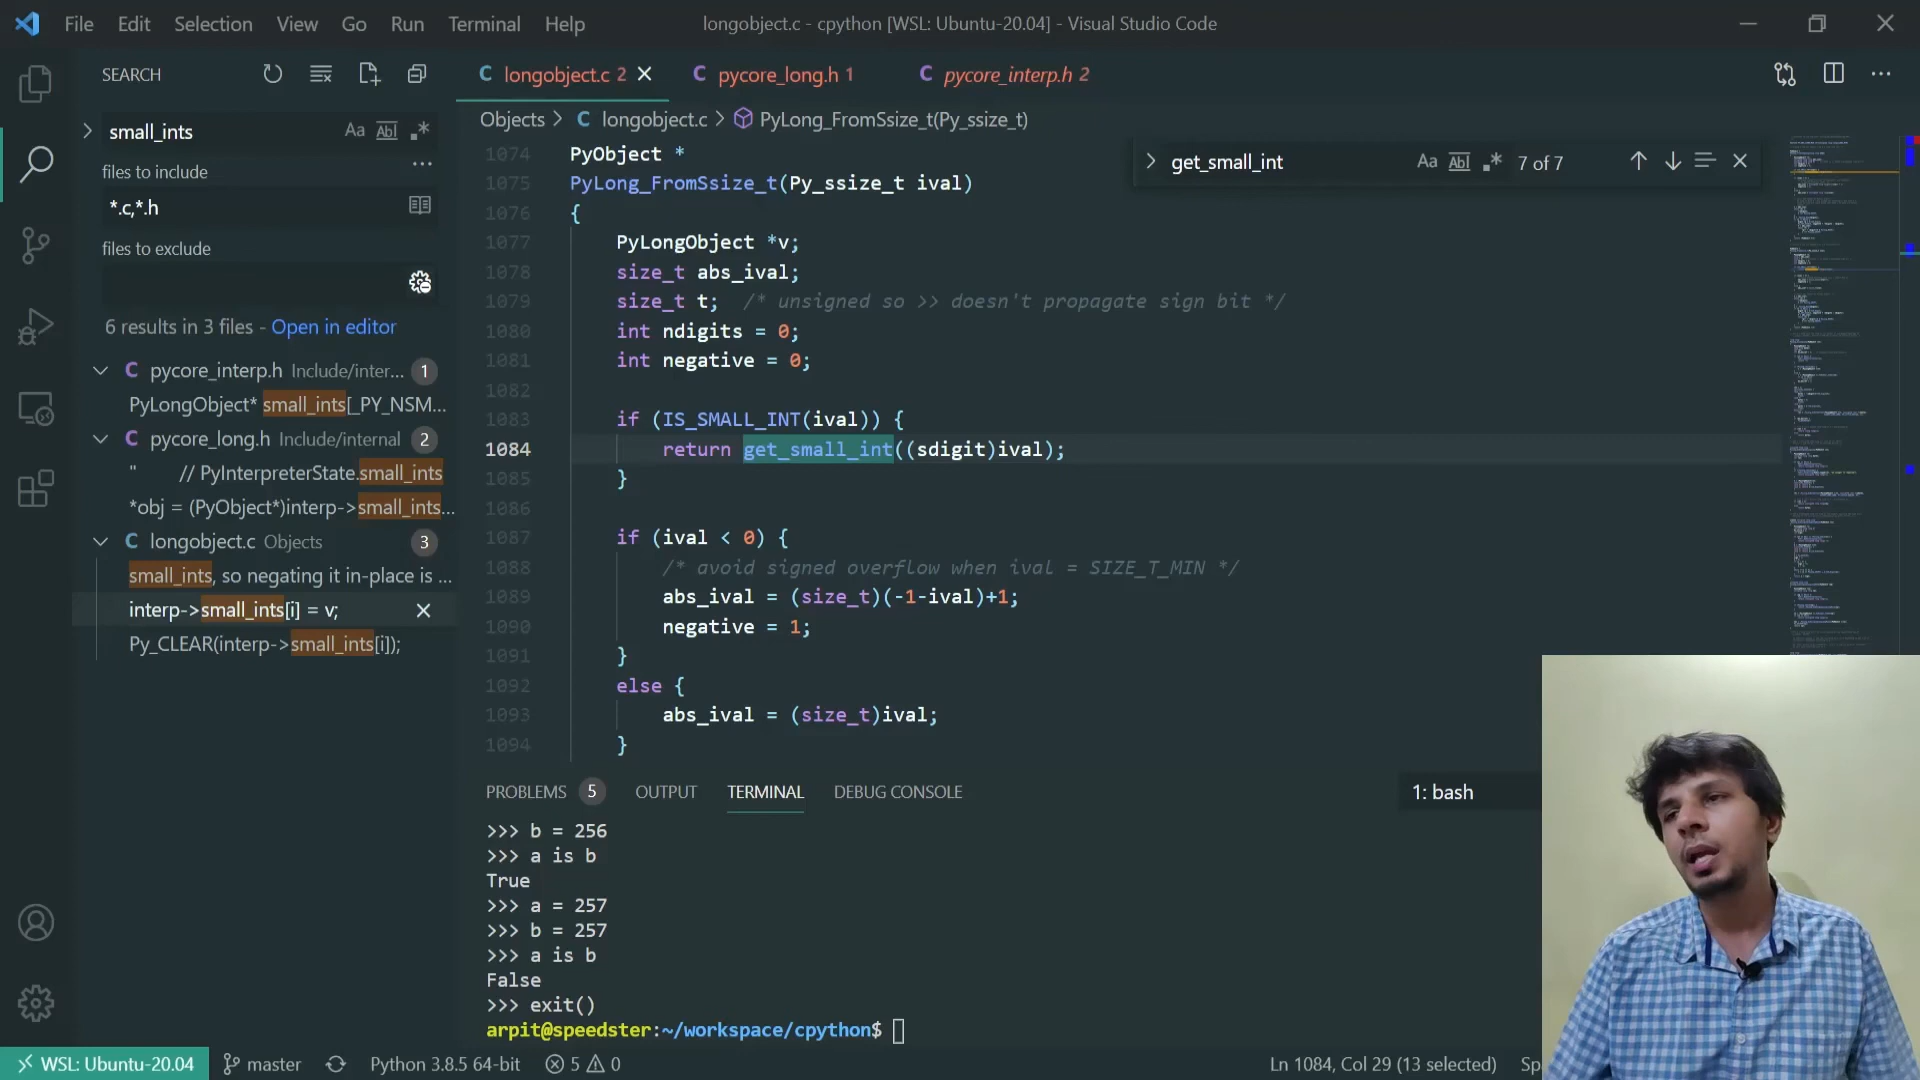 File Edit Selection View Go Run Terminal Help
longobject.c - cpython [WSL: Ubuntu-20.04] - Visual Studio Code
SEARCH
small_ints
Aa Abl .*
files to include
*.c,*.h
files to exclude
6 results in 3 files - Open in editor
C pycore_interp.h Include/inter... 1
PyLongObject* small_ints[_PY_NSM...
C pycore_long.h Include/internal 2
" // PyInterpreterState.small_ints
*obj = (PyObject*)interp->small_ints...
C longobject.c Objects 3
small_ints, so negating it in-place is ...
interp->small_ints[i] = v;
Py_CLEAR(interp->small_ints[i]);
C longobject.c 2
C pycore_long.h 1
C pycore_interp.h 2
Objects > C longobject.c > PyLong_FromSsize_t(Py_ssize_t)
get_small_int
Aa Abl .*
7 of 7
1074 PyObject *
1075 PyLong_FromSsize_t(Py_ssize_t ival)
1076 {
1077 PyLongObject *v;
1078 size_t abs_ival;
1079 size_t t; /* unsigned so >> doesn't propagate sign bit */
1080 int ndigits = 0;
1081 int negative = 0;
1082
1083 if (IS_SMALL_INT(ival)) {
1084 return get_small_int((sdigit)ival);
1085 }
1086
1087 if (ival < 0) {
1088 /* avoid signed overflow when ival = SIZE_T_MIN */
1089 abs_ival = (size_t)(-1-ival)+1;
1090 negative = 1;
1091 }
1092 else {
1093 abs_ival = (size_t)ival;
1094 }
PROBLEMS 5 OUTPUT TERMINAL DEBUG CONSOLE
1: bash
>>> b = 256
>>> a is b
True
>>> a = 257
>>> b = 257
>>> a is b
False
>>> exit()
arpit@speedster:~/workspace/cpython$
WSL: Ubuntu-20.04 master Python 3.8.5 64-bit 5 0
Ln 1084, Col 29 (13 selected) Sp